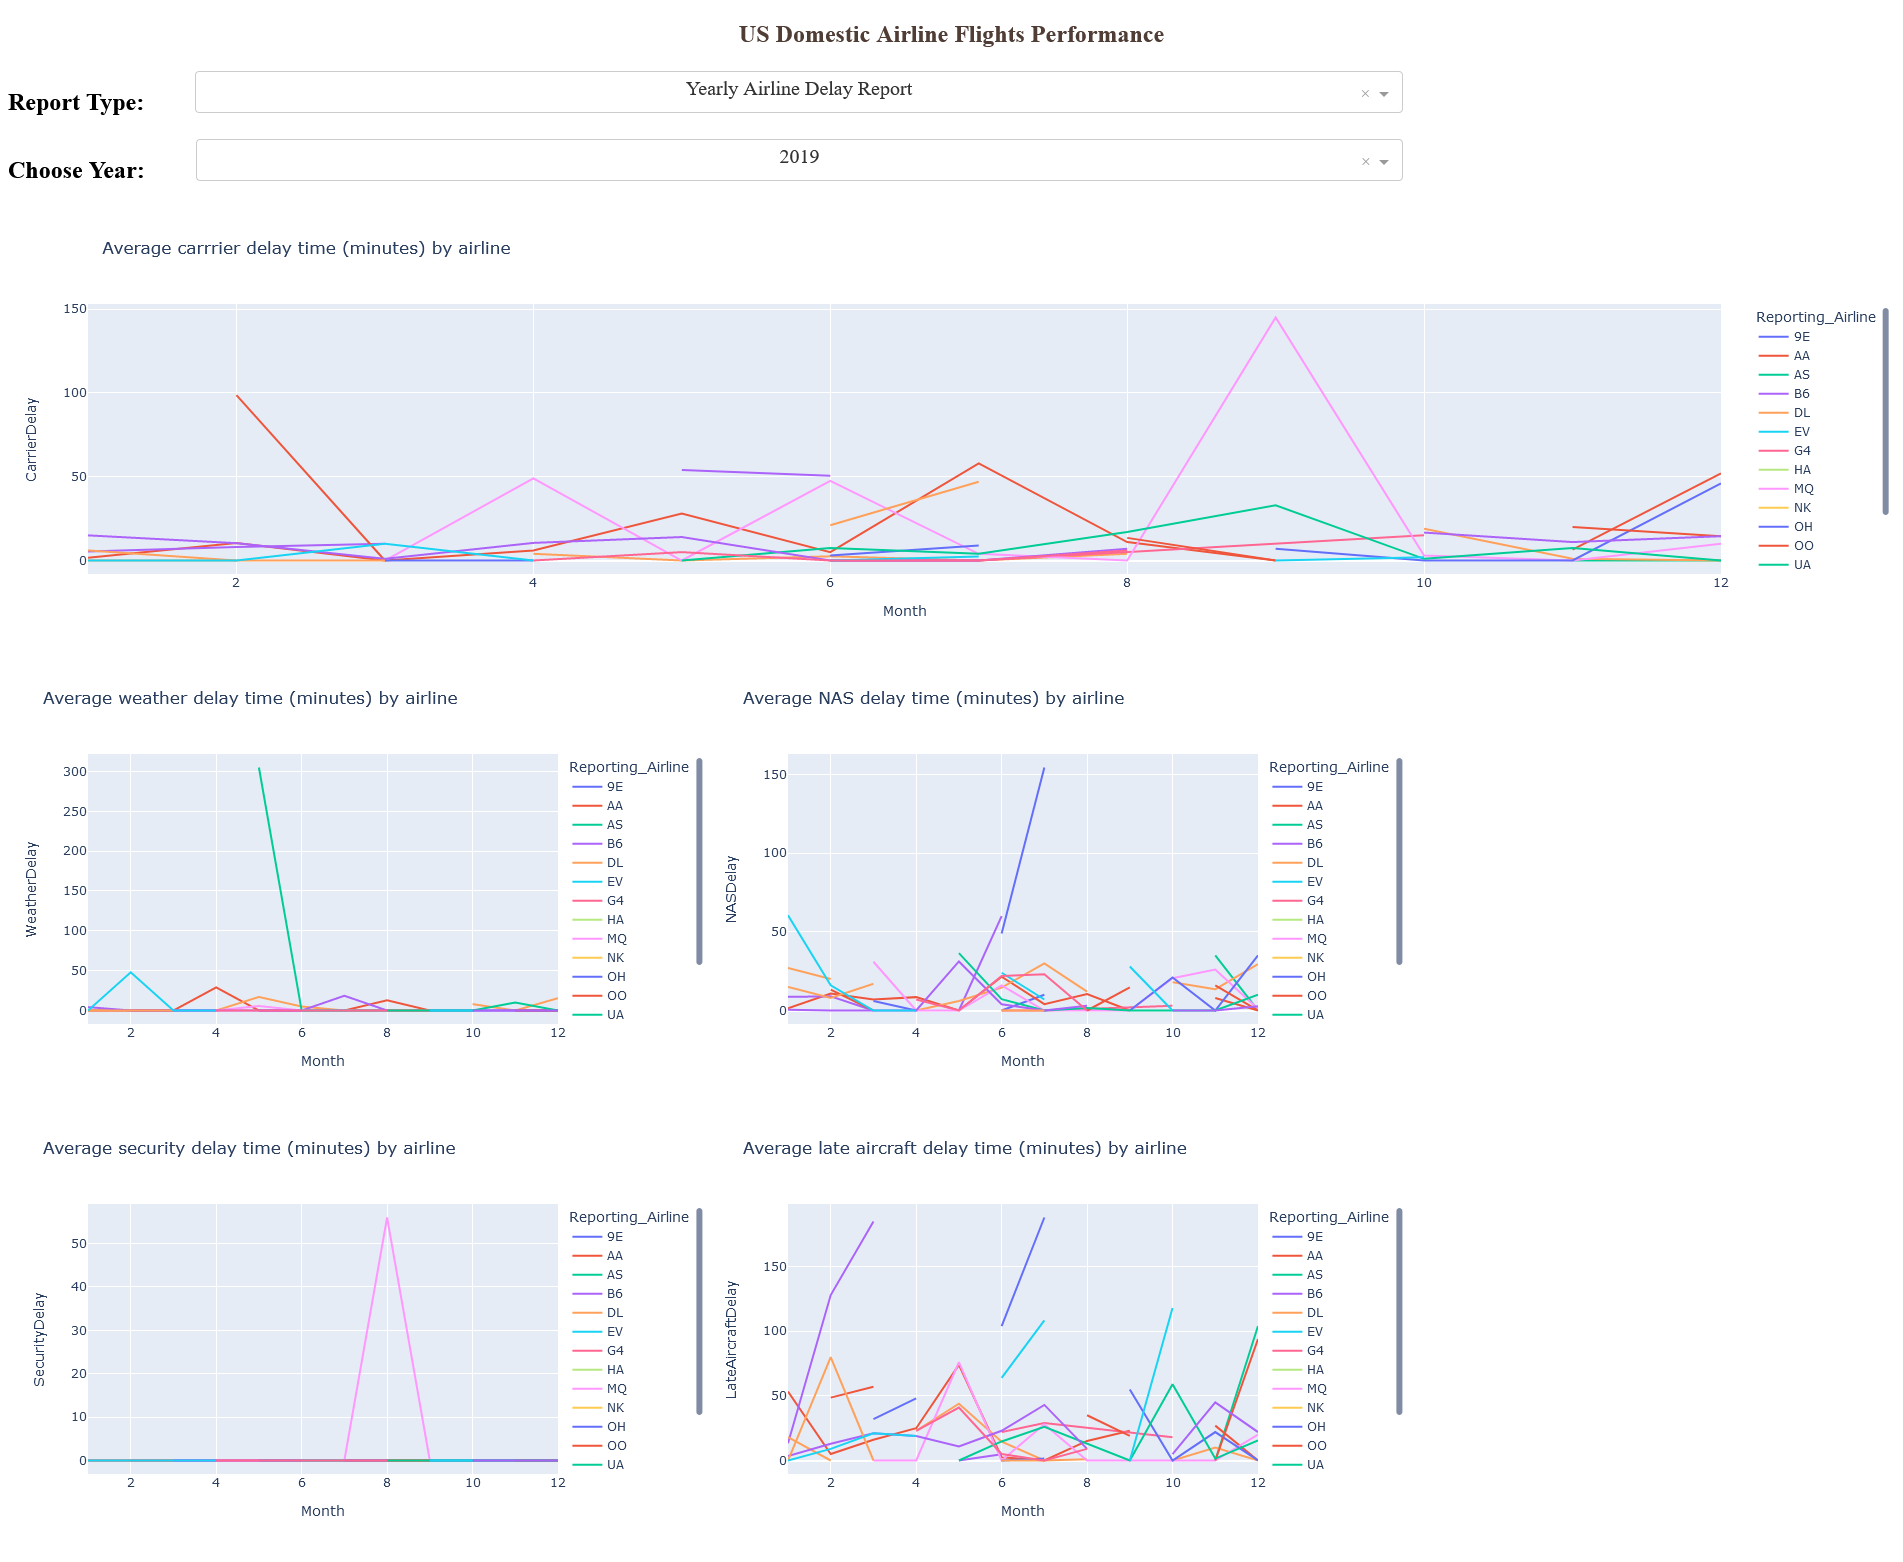 US Domestic Airline Flights Performance
Report Type:
Yearly Airline Delay Report
×
Choose Year:
2019
×
Average carrrier delay time (minutes) by airline
150
100
50
0
CarrierDelay
2 4 6 8 10 12
Month
Reporting_Airline
9E
AA
AS
B6
DL
EV
G4
HA
MQ
NK
OH
OO
UA
Average weather delay time (minutes) by airline
300
250
200
150
100
50
0
WeatherDelay
2 4 6 8 10 12
Month
Reporting_Airline
9E
AA
AS
B6
DL
EV
G4
HA
MQ
NK
OH
OO
UA
Average NAS delay time (minutes) by airline
150
100
50
0
NASDelay
2 4 6 8 10 12
Month
Reporting_Airline
9E
AA
AS
B6
DL
EV
G4
HA
MQ
NK
OH
OO
UA
Average security delay time (minutes) by airline
50
40
30
20
10
0
SecurityDelay
2 4 6 8 10 12
Month
Reporting_Airline
9E
AA
AS
B6
DL
EV
G4
HA
MQ
NK
OH
OO
UA
Average late aircraft delay time (minutes) by airline
150
100
50
0
LateAircraftDelay
2 4 6 8 10 12
Month
Reporting_Airline
9E
AA
AS
B6
DL
EV
G4
HA
MQ
NK
OH
OO
UA